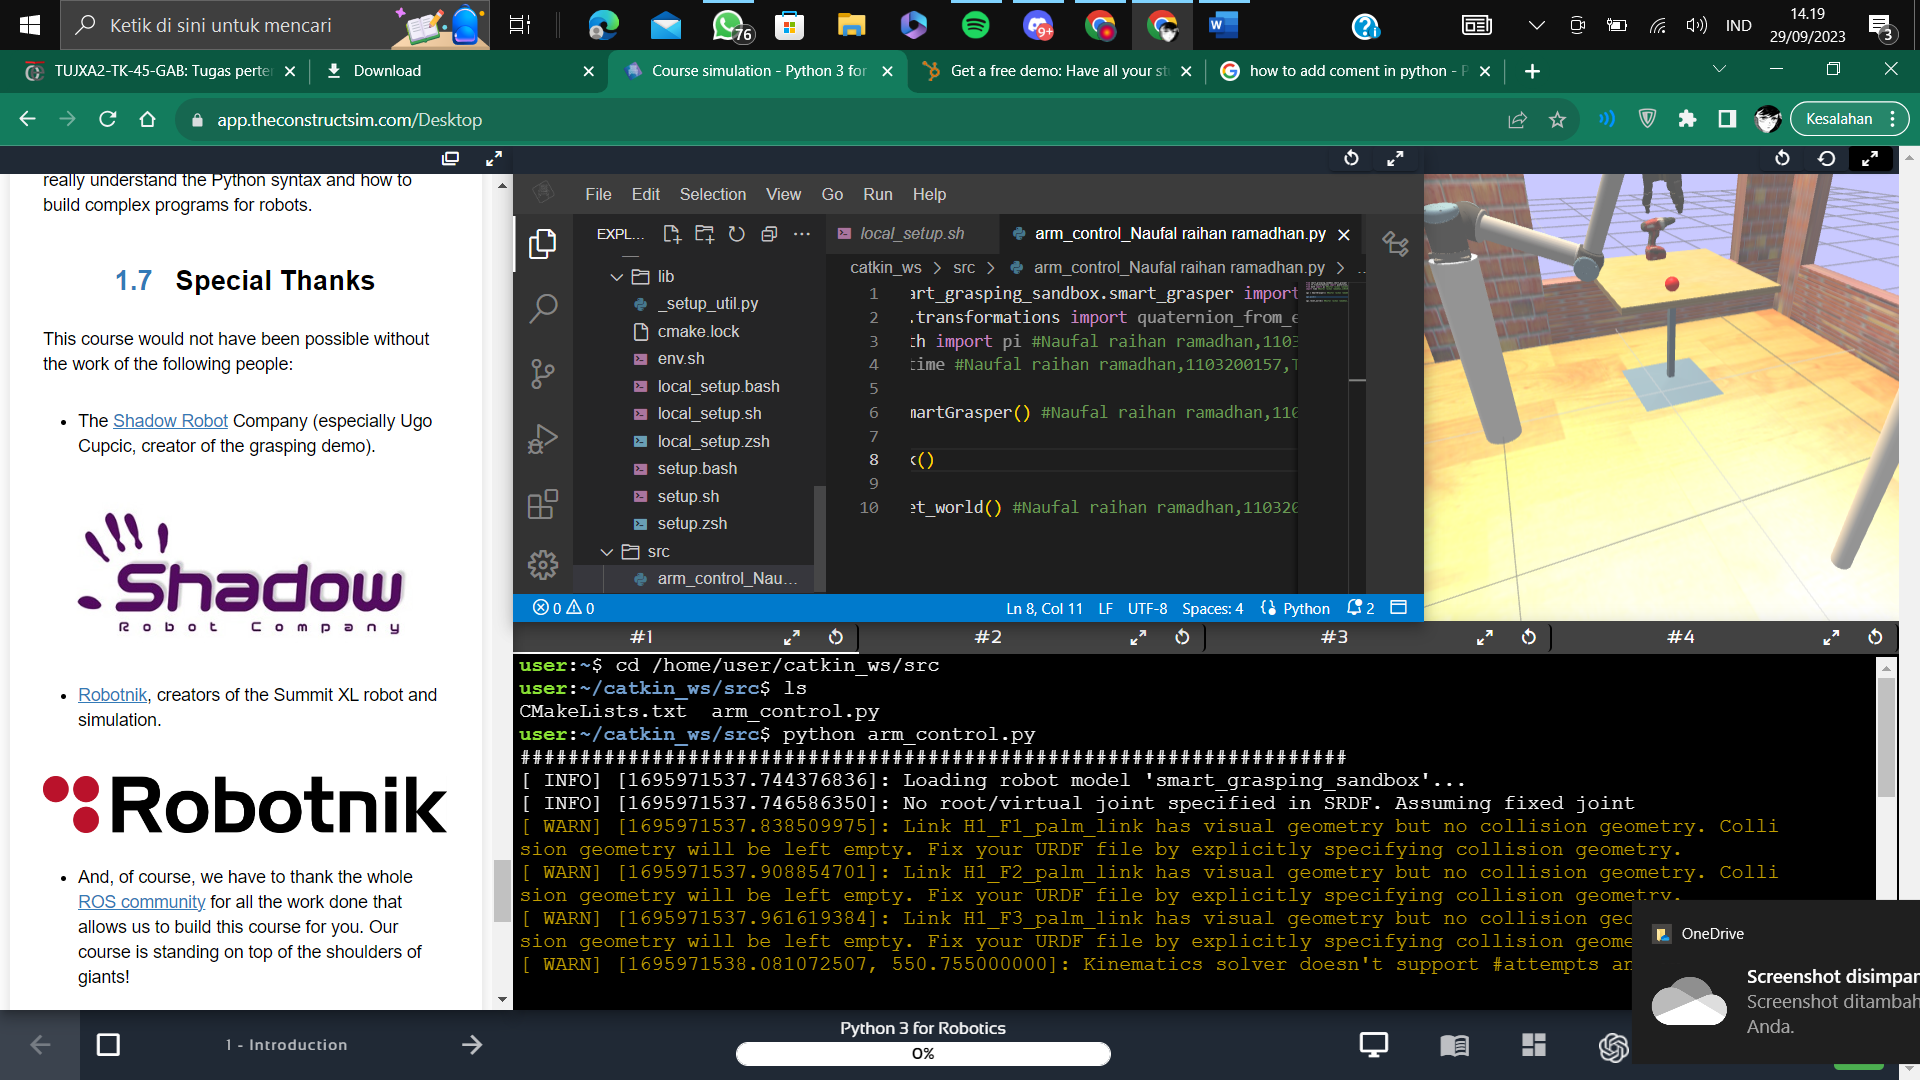 Ketik di sini untuk mencari
76
9+
IND
14.19
29/09/2023
3
TUJXA2-TK-45-GAB: Tugas perte
Download
Course simulation - Python 3 for
Get a free demo: Have all your st
how to add coment in python - P
app.theconstructsim.com/Desktop
Kesalahan
really understand the Python syntax and how to
build complex programs for robots.
1.7 Special Thanks
This course would not have been possible without
the work of the following people:
The Shadow Robot Company (especially Ugo
Cupcic, creator of the grasping demo).
Shadow
Robot Company
Robotnik, creators of the Summit XL robot and
simulation.
Robotnik
And, of course, we have to thank the whole
ROS community for all the work done that
allows us to build this course for you. Our
course is standing on top of the shoulders of
giants!
File Edit Selection View Go Run Help
EXPL...
lib
_setup_util.py
cmake.lock
env.sh
local_setup.bash
local_setup.sh
local_setup.zsh
setup.bash
setup.sh
setup.zsh
src
arm_control_Nau...
local_setup.sh
arm_control_Naufal raihan ramadhan.py
catkin_ws > src > arm_control_Naufal raihan ramadhan.py > ..
1 art_grasping_sandbox.smart_grasper import
2 .transformations import quaternion_from_e
3 th import pi #Naufal raihan ramadhan,1103
4 time #Naufal raihan ramadhan,1103200157,T
5
6 martGrasper() #Naufal raihan ramadhan,110
7
8 k()
9
10 et_world() #Naufal raihan ramadhan,110320
0 0
Ln 8, Col 11 LF UTF-8 Spaces: 4 Python 2
#1
#2
#3
#4
user:~$ cd /home/user/catkin_ws/src
user:~/catkin_ws/src$ ls
CMakeLists.txt arm_control.py
user:~/catkin_ws/src$ python arm_control.py
#####################################################################
[ INFO] [1695971537.744376836]: Loading robot model 'smart_grasping_sandbox'...
[ INFO] [1695971537.746586350]: No root/virtual joint specified in SRDF. Assuming fixed joint
[ WARN] [1695971537.838509975]: Link H1_F1_palm_link has visual geometry but no collision geometry. Colli
sion geometry will be left empty. Fix your URDF file by explicitly specifying collision geometry.
[ WARN] [1695971537.908854701]: Link H1_F2_palm_link has visual geometry but no collision geometry. Colli
sion geometry will be left empty. Fix your URDF file by explicitly specifying collision geometry.
[ WARN] [1695971537.961619384]: Link H1_F3_palm_link has visual geometry but no collision geo
sion geometry will be left empty. Fix your URDF file by explicitly specifying collision geome
[ WARN] [1695971538.081072507, 550.755000000]: Kinematics solver doesn't support #attempts an
OneDrive
Screenshot disimpan
Screenshot ditambah
Anda.
1 - Introduction
Python 3 for Robotics
0%